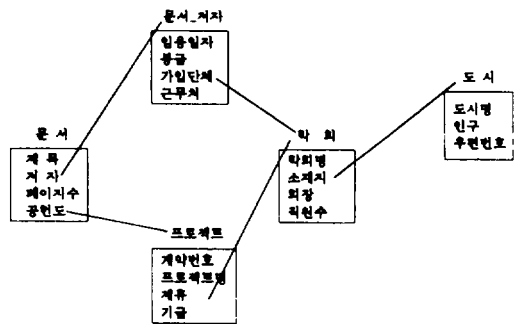 문서_저자
임용일자
봉급
가입단체
근무처
도 시
도시명
인구
우편번호
문 서
제 목
저 자
페이지수
공헌도
학 회
학회명
소재지
회장
직원수
프로젝트
계약번호
프로젝트명
제휴
기금